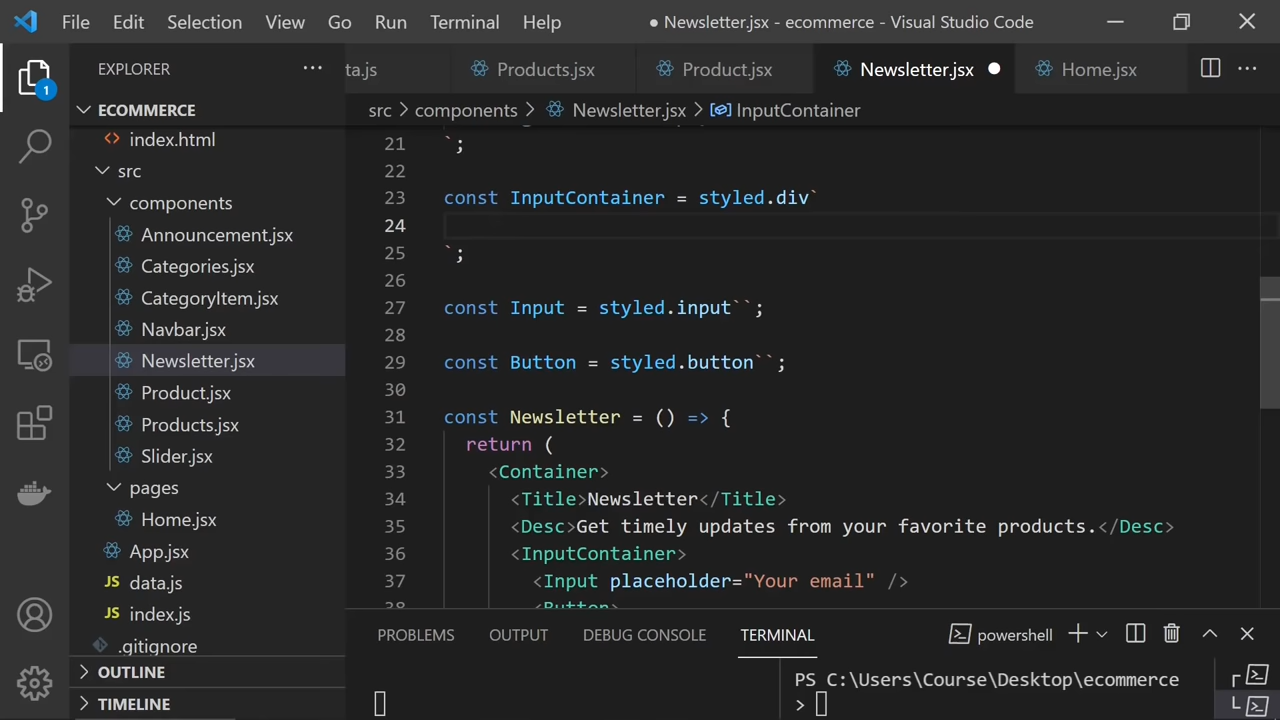 File Edit Selection View Go Run Terminal Help ● Newsletter.jsx - ecommerce - Visual Studio Code
EXPLORER ···
ta.js Products.jsx Product.jsx Newsletter.jsx ● Home.jsx ···
1
ECOMMERCE
src > components > Newsletter.jsx > InputContainer
index.html
src
components
Announcement.jsx
Categories.jsx
CategoryItem.jsx
Navbar.jsx
Newsletter.jsx
Product.jsx
Products.jsx
Slider.jsx
pages
Home.jsx
App.jsx
JS data.js
JS index.js
.gitignore
OUTLINE
TIMELINE
21 `;
22
23 const InputContainer = styled.div`
24
25 `;
26
27 const Input = styled.input``;
28
29 const Button = styled.button``;
30
31 const Newsletter = () => {
32 return (
33 <Container>
34 <Title>Newsletter</Title>
35 <Desc>Get timely updates from your favorite products.</Desc>
36 <InputContainer>
37 <Input placeholder="Your email" />
38 <Button>
PROBLEMS OUTPUT DEBUG CONSOLE TERMINAL powershell
PS C:\Users\Course\Desktop\ecommerce
>